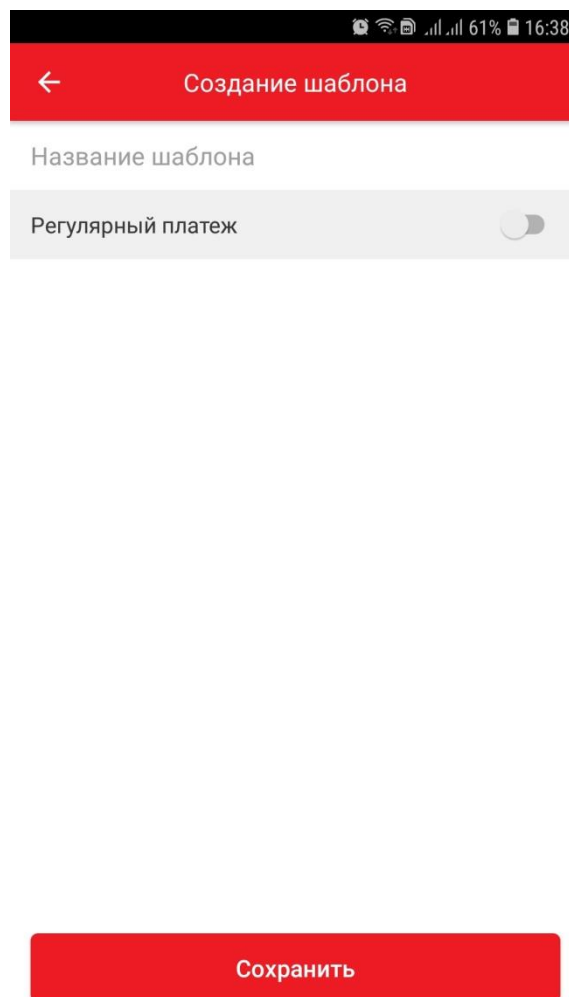 61% 16:38
Создание шаблона
Название шаблона
Регулярный платеж
Сохранить